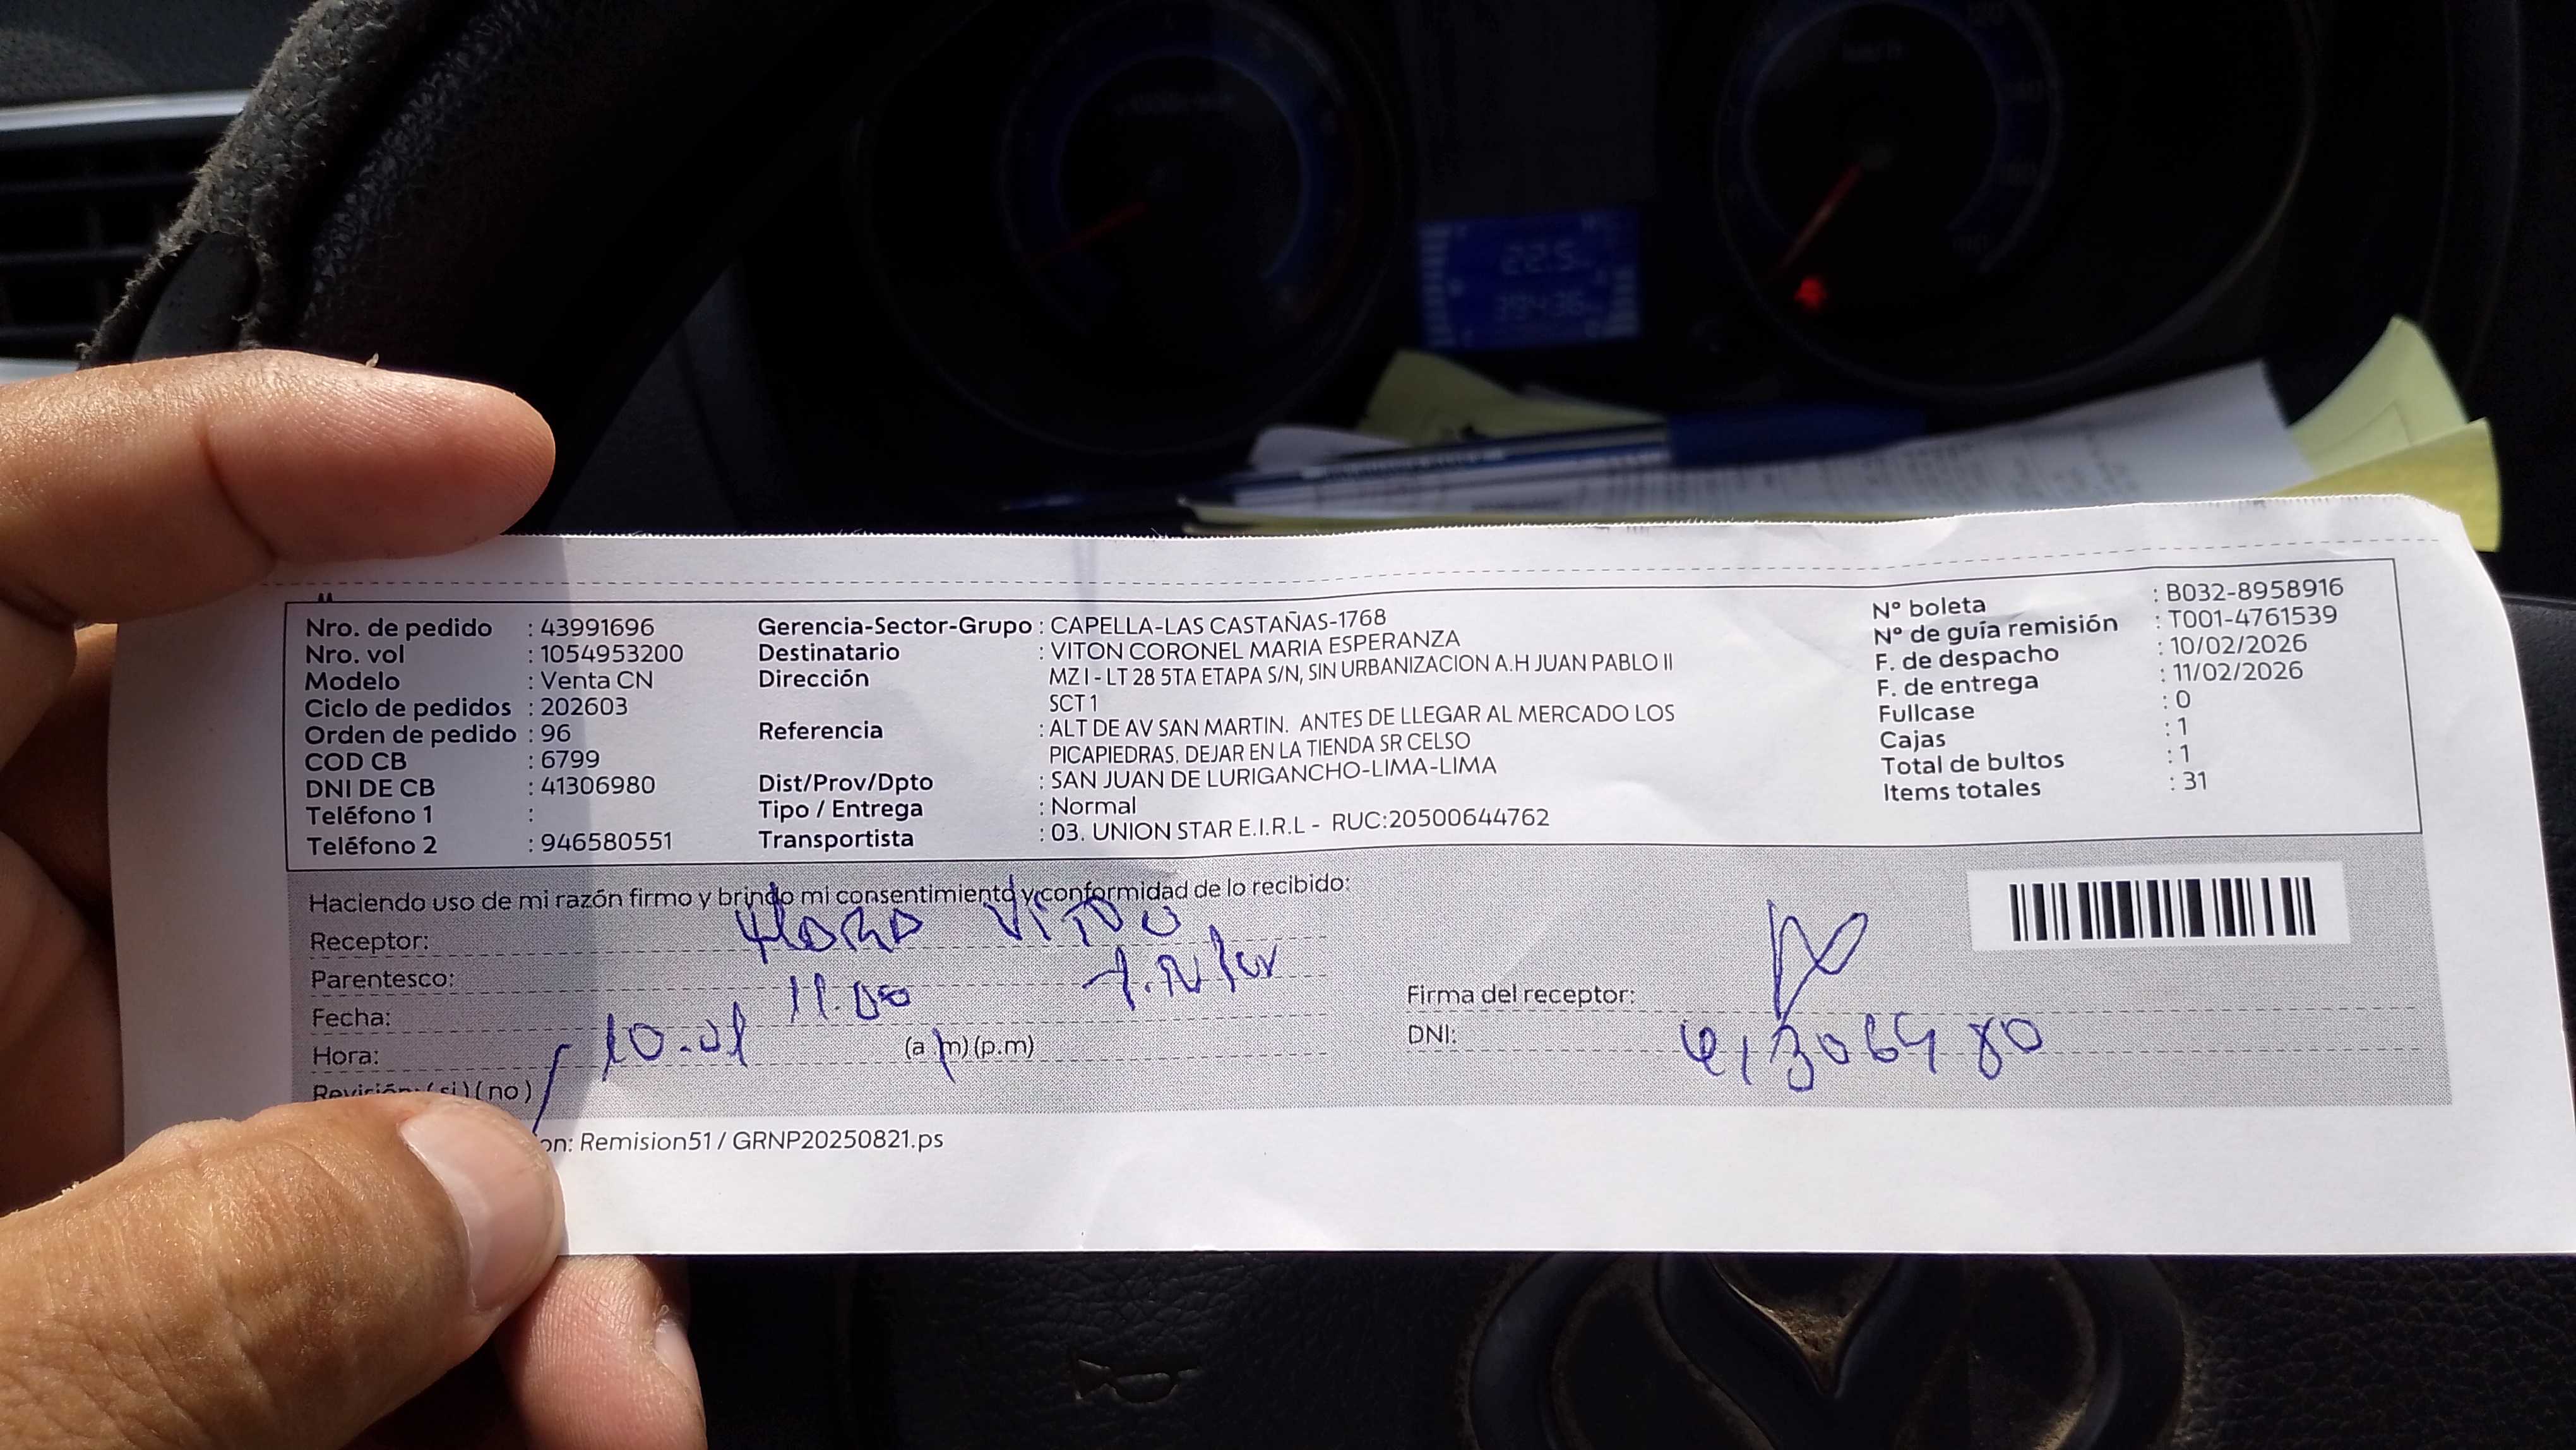 Nro. de pedido : 43991696
Nro. vol : 1054953200
Modelo : Venta CN
Ciclo de pedidos : 202603
Orden de pedido : 96
COD CB : 6799
DNI DE CB : 41306980
Teléfono 1 :
Teléfono 2 : 946580551
Gerencia-Sector-Grupo : CAPELLA-LAS CASTAÑAS-1768
Destinatario : VITON CORONEL MARIA ESPERANZA
Dirección MZ I - LT 28 5TA ETAPA S/N, SIN URBANIZACION A.H JUAN PABLO II
SCT 1
Referencia : ALT DE AV SAN MARTIN. ANTES DE LLEGAR AL MERCADO LOS
PICAPIEDRAS. DEJAR EN LA TIENDA SR CELSO
Dist/Prov/Dpto : SAN JUAN DE LURIGANCHO-LIMA-LIMA
Tipo / Entrega : Normal
Transportista : 03. UNION STAR E.I.R.L - RUC:20500644762
N° boleta : B032-8958916
N° de guía remisión : T001-4761539
F. de despacho : 10/02/2026
F. de entrega : 11/02/2026
Fullcase : 0
Cajas : 1
Total de bultos : 1
Items totales : 31
Haciendo uso de mi razón firmo y brindo mi consentimiento y conformidad de lo recibido:
Receptor:
Parentesco:
Fecha: 11.00
Hora: (a.m) (p.m)
Revisión: (si) (no)
Firma del receptor:
DNI: 41306980
on: Remision51 / GRNP20250821.ps
22.5